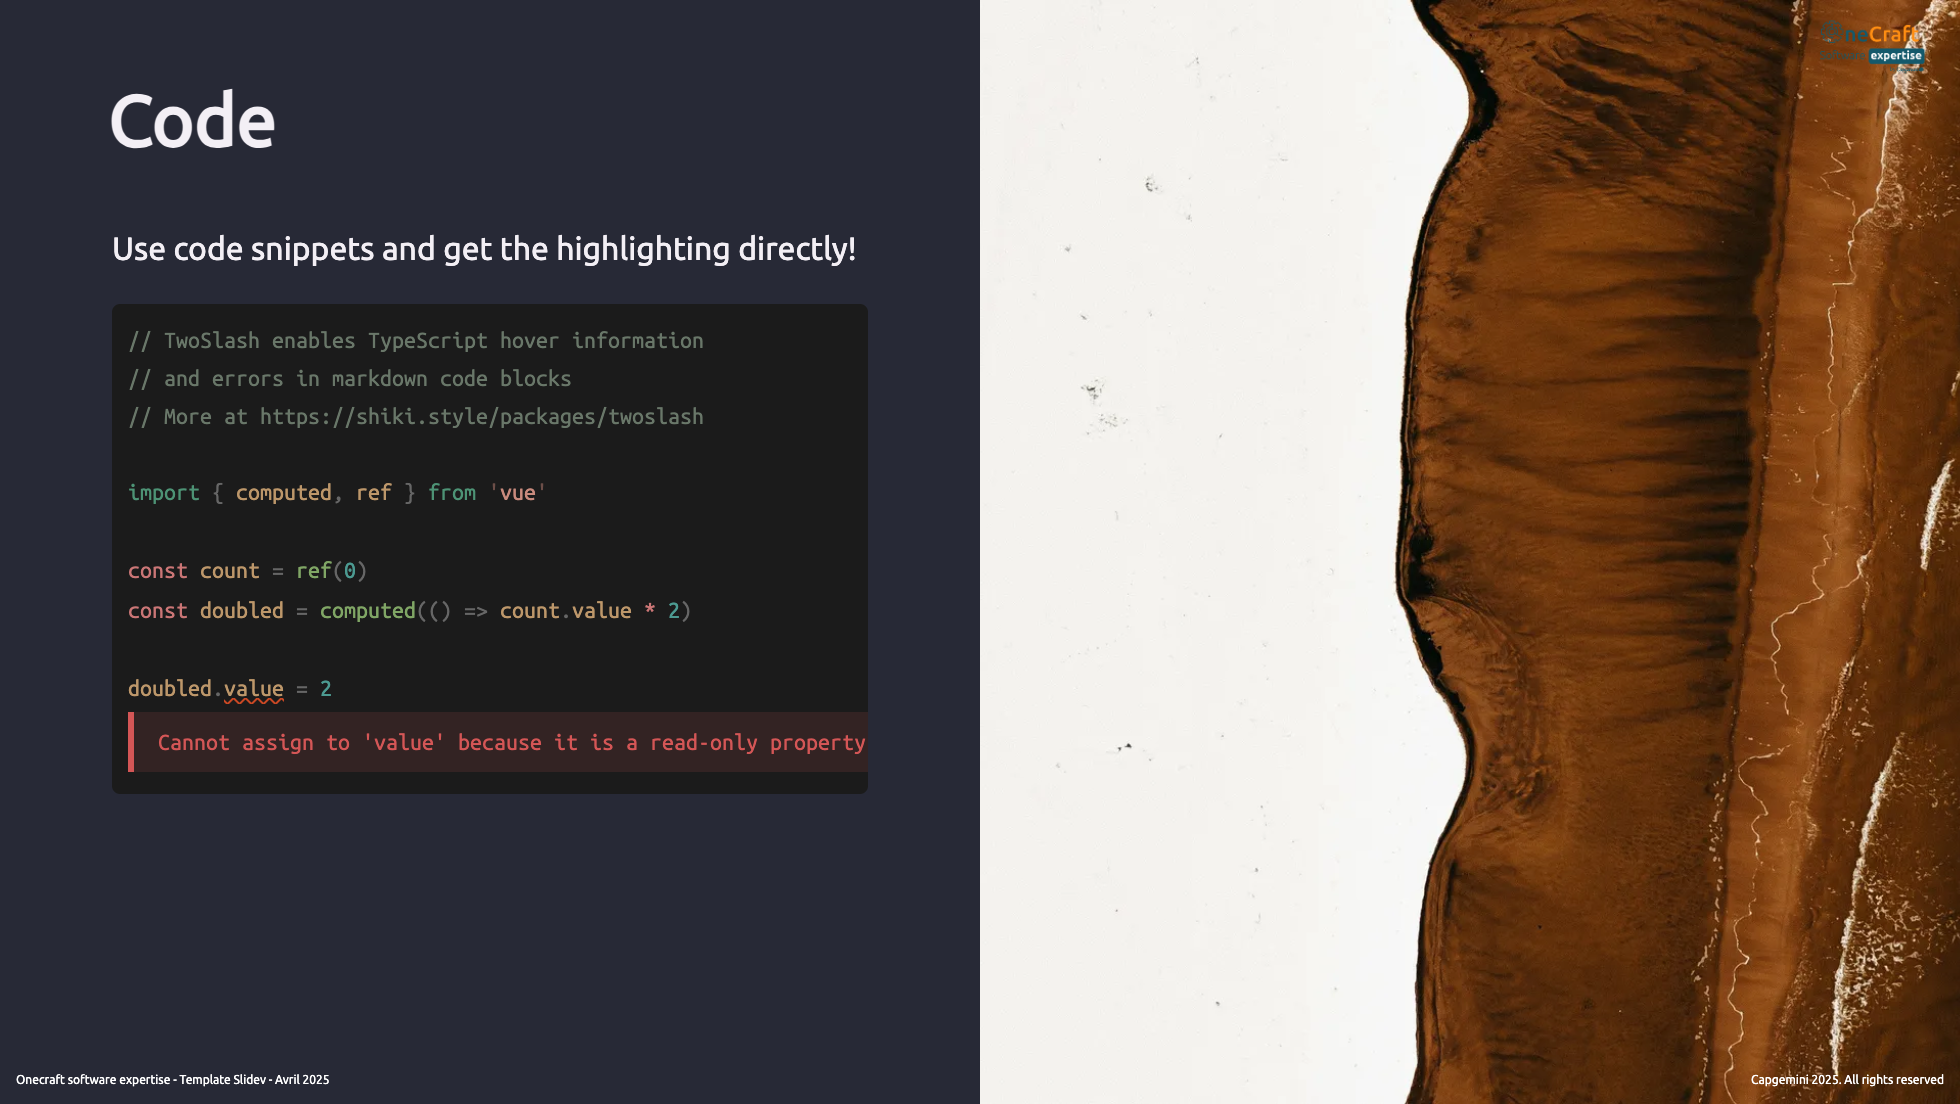 neCraft
expertise
Code
Use code snippets and get the highlighting directly!
// TwoSlash enables TypeScript hover information
// and errors in markdown code blocks
// More at https://shiki.style/packages/twoslash
import { computed, ref } from 'vue'
const count = ref(0)
const doubled = computed(() => count.value * 2)
doubled.value = 2
Cannot assign to 'value' because it is a read-only property
Onecraft software expertise - Template Slidev - Avril 2025
Capgemini 2025. All rights reserved